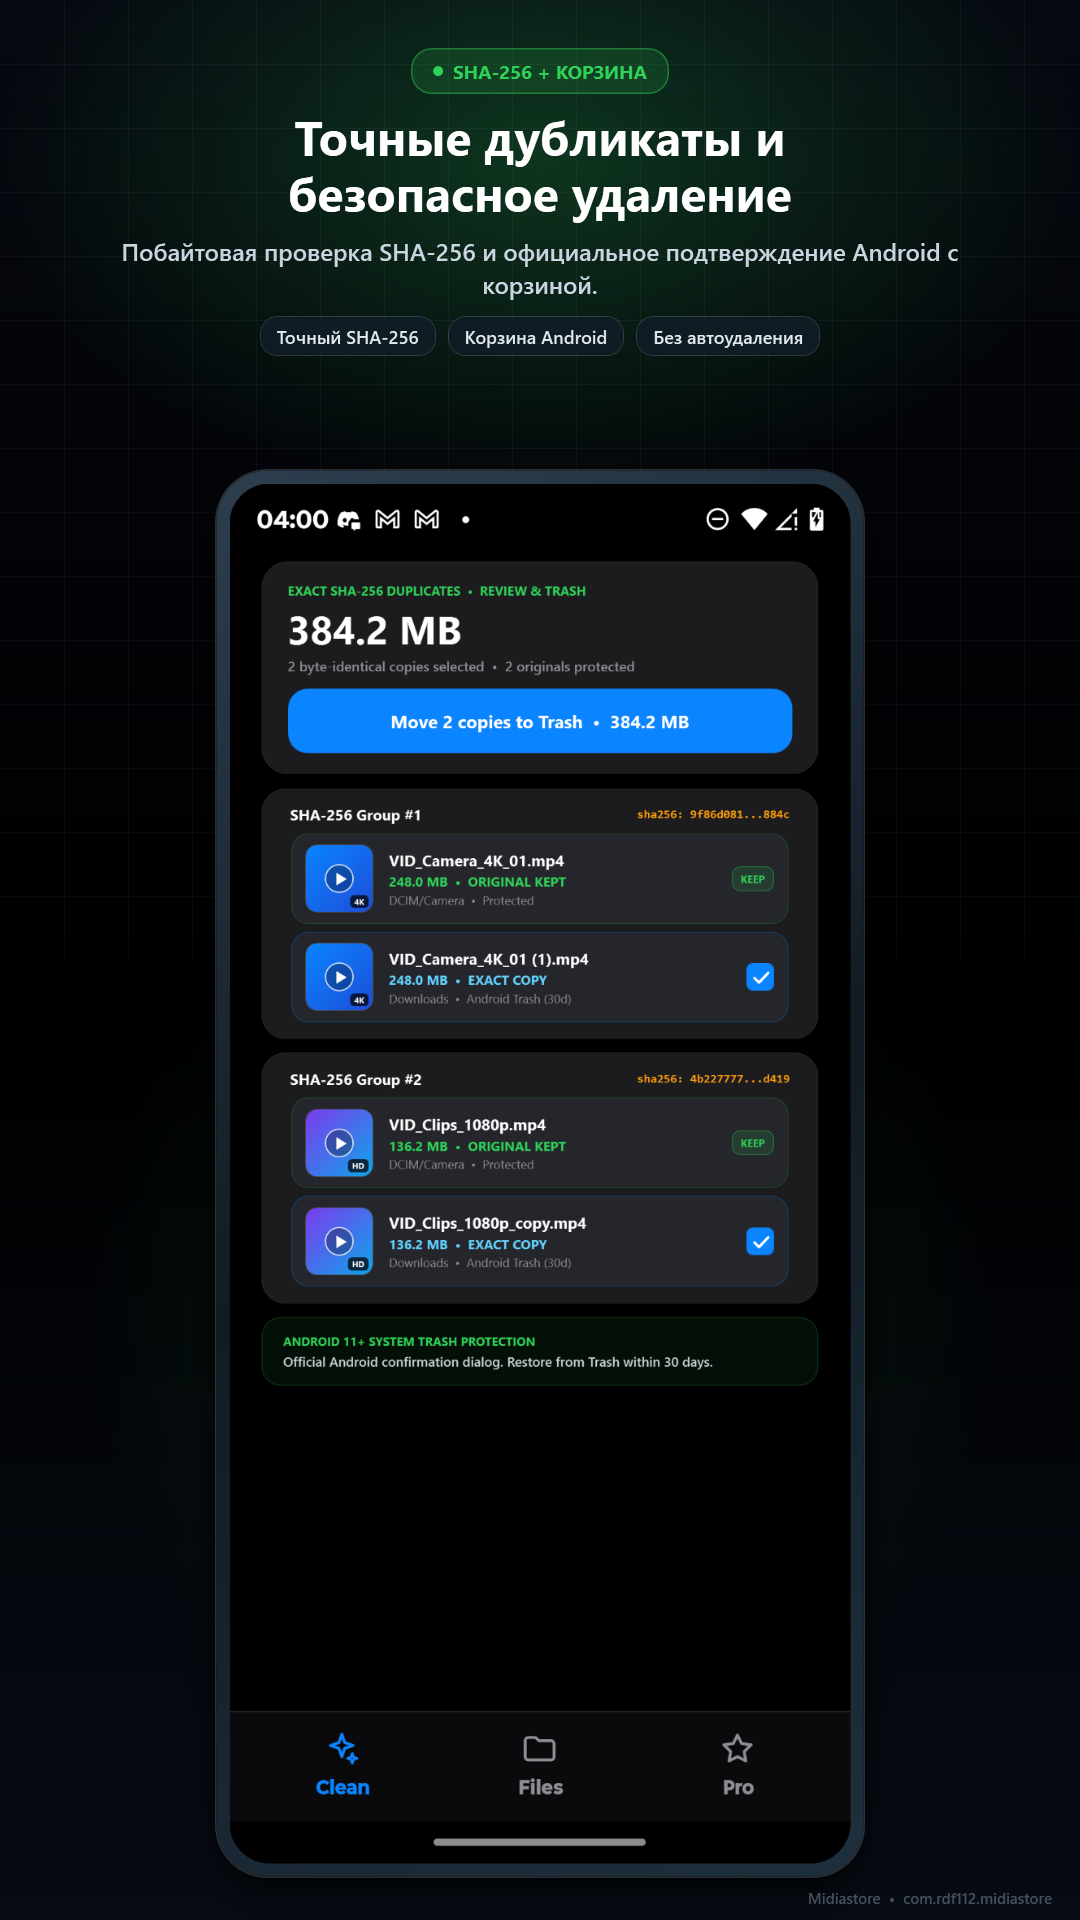 SHA-256 + КОРЗИНА
Точные дубликаты и
безопасное удаление
Побайтовая проверка SHA-256 и официальное подтверждение Android с
корзиной.
Точный SHA-256
Корзина Android
Без автоудаления
04:00
EXACT SHA-256 DUPLICATES • REVIEW & TRASH
384.2 MB
2 byte-identical copies selected • 2 originals protected
Move 2 copies to Trash • 384.2 MB
SHA-256 Group #1
sha256: 9f86d081...884c
VID_Camera_4K_01.mp4
248.0 MB • ORIGINAL KEPT
DCIM/Camera • Protected
4K
KEEP
VID_Camera_4K_01 (1).mp4
248.0 MB • EXACT COPY
Downloads • Android Trash (30d)
4K
SHA-256 Group #2
sha256: 4b227777...d419
VID_Clips_1080p.mp4
136.2 MB • ORIGINAL KEPT
DCIM/Camera • Protected
HD
KEEP
VID_Clips_1080p_copy.mp4
136.2 MB • EXACT COPY
Downloads • Android Trash (30d)
HD
ANDROID 11+ SYSTEM TRASH PROTECTION
Official Android confirmation dialog. Restore from Trash within 30 days.
Clean
Files
Pro
Midiastore • com.rdf112.midiastore